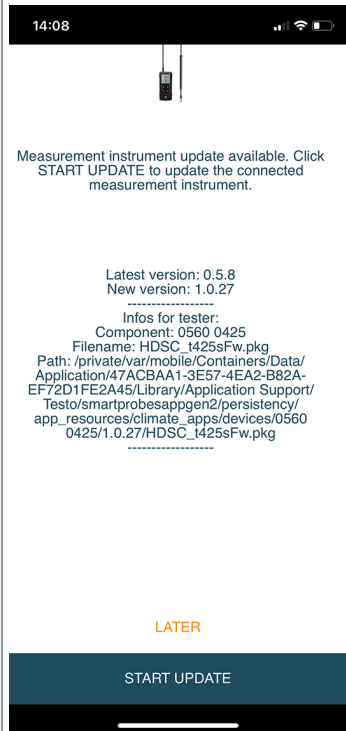 14:08
Measurement instrument update available. Click
START UPDATE to update the connected
measurement instrument.
Latest version: 0.5.8
New version: 1.0.27
------------------
Infos for tester:
Component: 0560 0425
Filename: HDSC_t425sFw.pkg
Path: /private/var/mobile/Containers/Data/
Application/47ACBAA1-3E57-4EA2-B82A-
EF72D1FE2A45/Library/Application Support/
Testo/smartprobesappgen2/persistency/
app_resources/climate_apps/devices/0560
0425/1.0.27/HDSC_t425sFw.pkg
------------------
LATER
START UPDATE